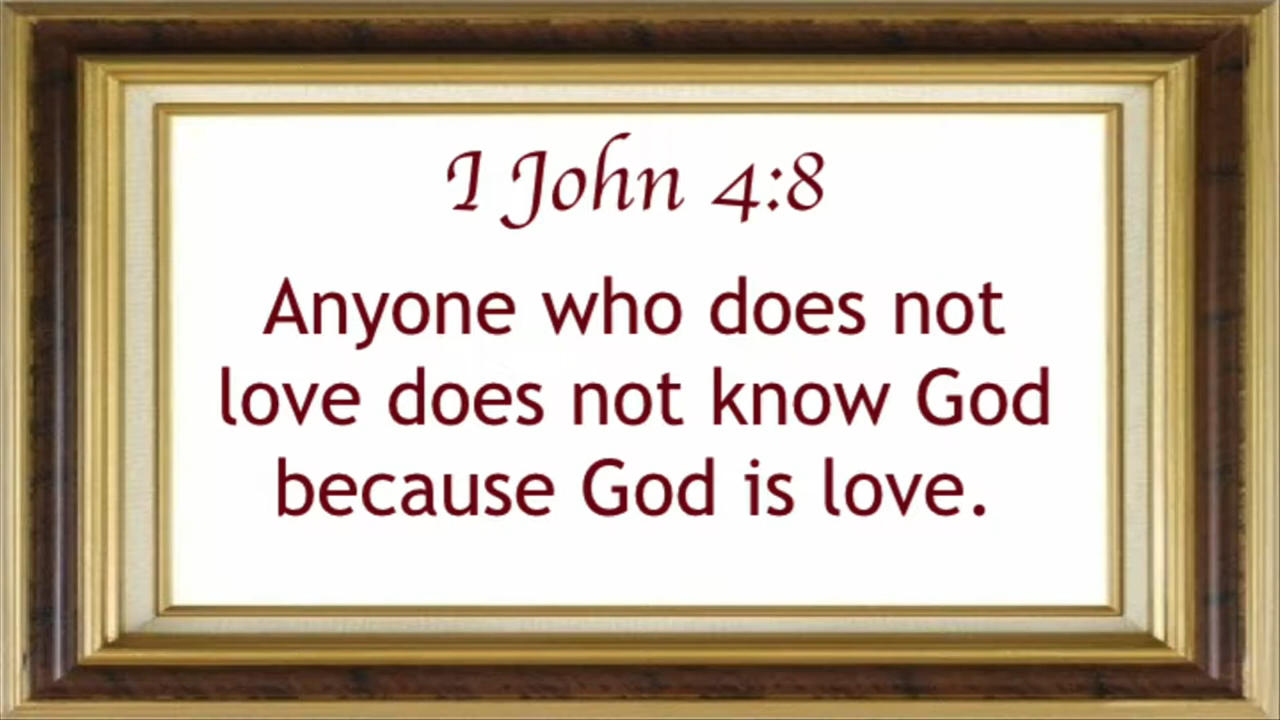 I John 4:8
Anyone who does not
love does not know God
because God is love.